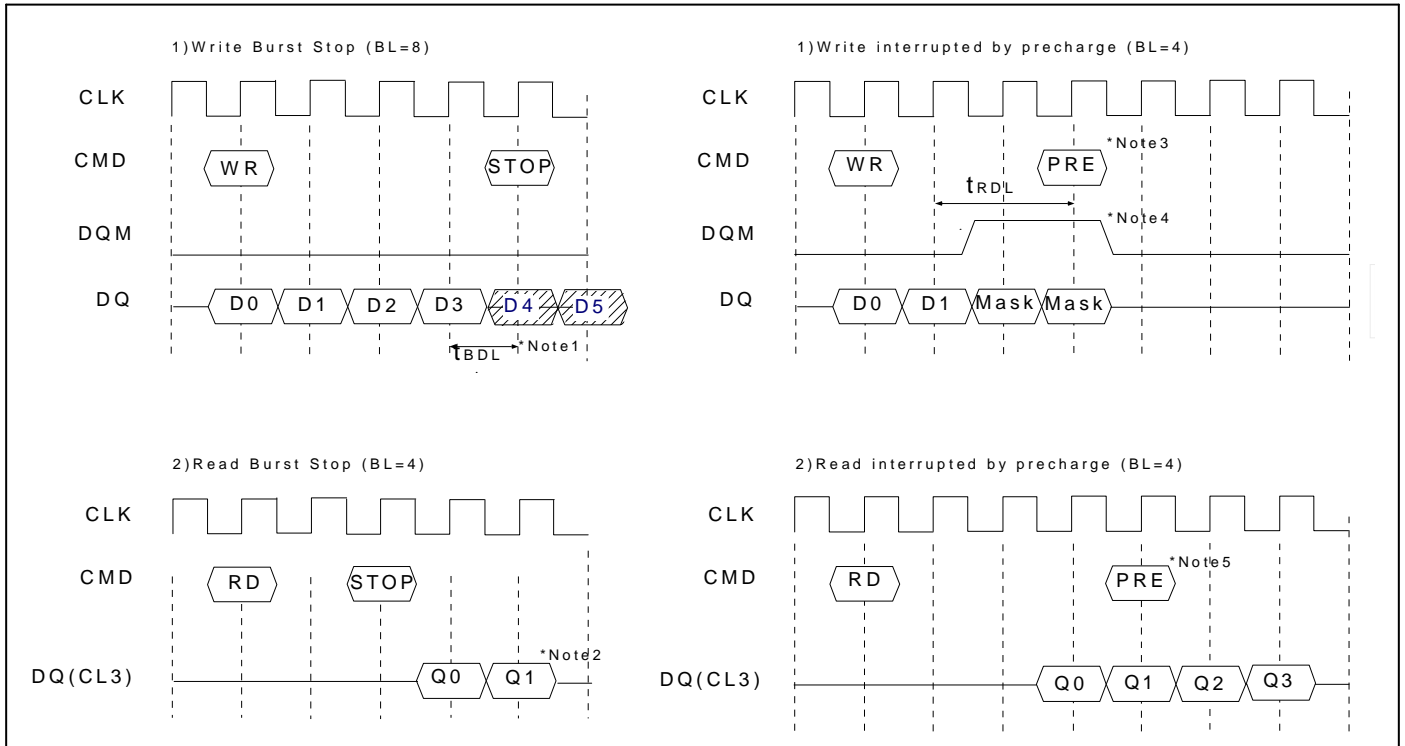 1)Write Burst Stop (BL=8)
CLK
CMD WR STOP
DQM
DQ D0 D1 D2 D3 D4 D5
tBDL *Note1
1)Write interrupted by precharge (BL=4)
CLK
CMD WR PRE *Note3
tRDL
DQM *Note4
DQ D0 D1 Mask Mask
2)Read Burst Stop (BL=4)
CLK
CMD RD STOP
*Note2
DQ(CL3) Q0 Q1
2)Read interrupted by precharge (BL=4)
CLK
CMD RD PRE *Note5
DQ(CL3) Q0 Q1 Q2 Q3